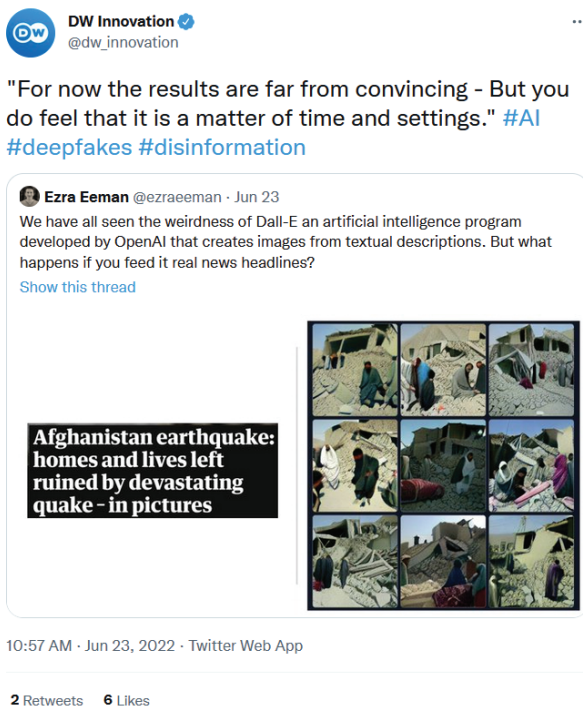 DW
DW Innovation
@dw_innovation
"For now the results are far from convincing - But you
do feel that it is a matter of time and settings." #AI
#deepfakes #disinformation
Ezra Eeman @ezraeeman · Jun 23
We have all seen the weirdness of Dall-E an artificial intelligence program
developed by OpenAI that creates images from textual descriptions. But what
happens if you feed it real news headlines?
Show this thread
Afghanistan earthquake:
homes and lives left
ruined by devastating
quake – in pictures
10:57 AM · Jun 23, 2022 · Twitter Web App
2 Retweets 6 Likes